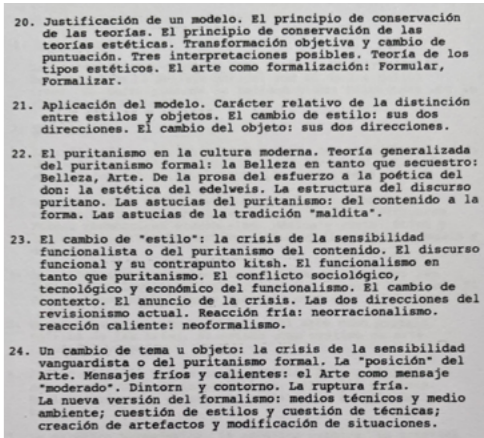 20. Justificación de un modelo. El principio de conservación
de las teorías. El principio de conservación de las
teorías estéticas. Transformación objetiva y cambio de
puntuación. Tres interpretaciones posibles. Teoría de los
tipos estéticos. El arte como formalización: Formular,
Formalizar.
21. Aplicación del modelo. Carácter relativo de la distinción
entre estilos y objetos. El cambio de estilo: sus dos
direcciones. El cambio del objeto: sus dos direcciones.
22. El puritanismo en la cultura moderna. Teoría generalizada
del puritanismo formal: la Belleza en tanto que secuestro:
Belleza, Arte. De la prosa del esfuerzo a la poética del
don: la estética del edelweis. La estructura del discurso
puritano. Las astucias del puritanismo: del contenido a la
forma. Las astucias de la tradición "maldita".
23. El cambio de "estilo": la crisis de la sensibilidad
funcionalista o del puritanismo del contenido. El discurso
funcional y su contrapunto kitsh. El funcionalismo en
tanto que puritanismo. El conflicto sociológico,
tecnológico y económico del funcionalismo. El cambio de
contexto. El anuncio de la crisis. Las dos direcciones del
revisionismo actual. Reacción fría: neorracionalismo.
reacción caliente: neoformalismo.
24. Un cambio de tema u objeto: la crisis de la sensibilidad
vanguardista o del puritanismo formal. La "posición" del
Arte. Mensajes fríos y calientes: el Arte como mensaje
"moderado". Dintorn y contorno. La ruptura fría.
La nueva versión del formalismo: medios técnicos y medio
ambiente; cuestión de estilos y cuestión de técnicas;
creación de artefactos y modificación de situaciones.